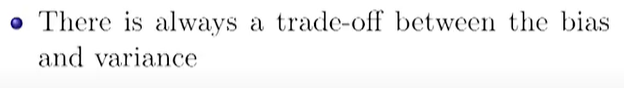 There is always a trade-off between the bias
and variance